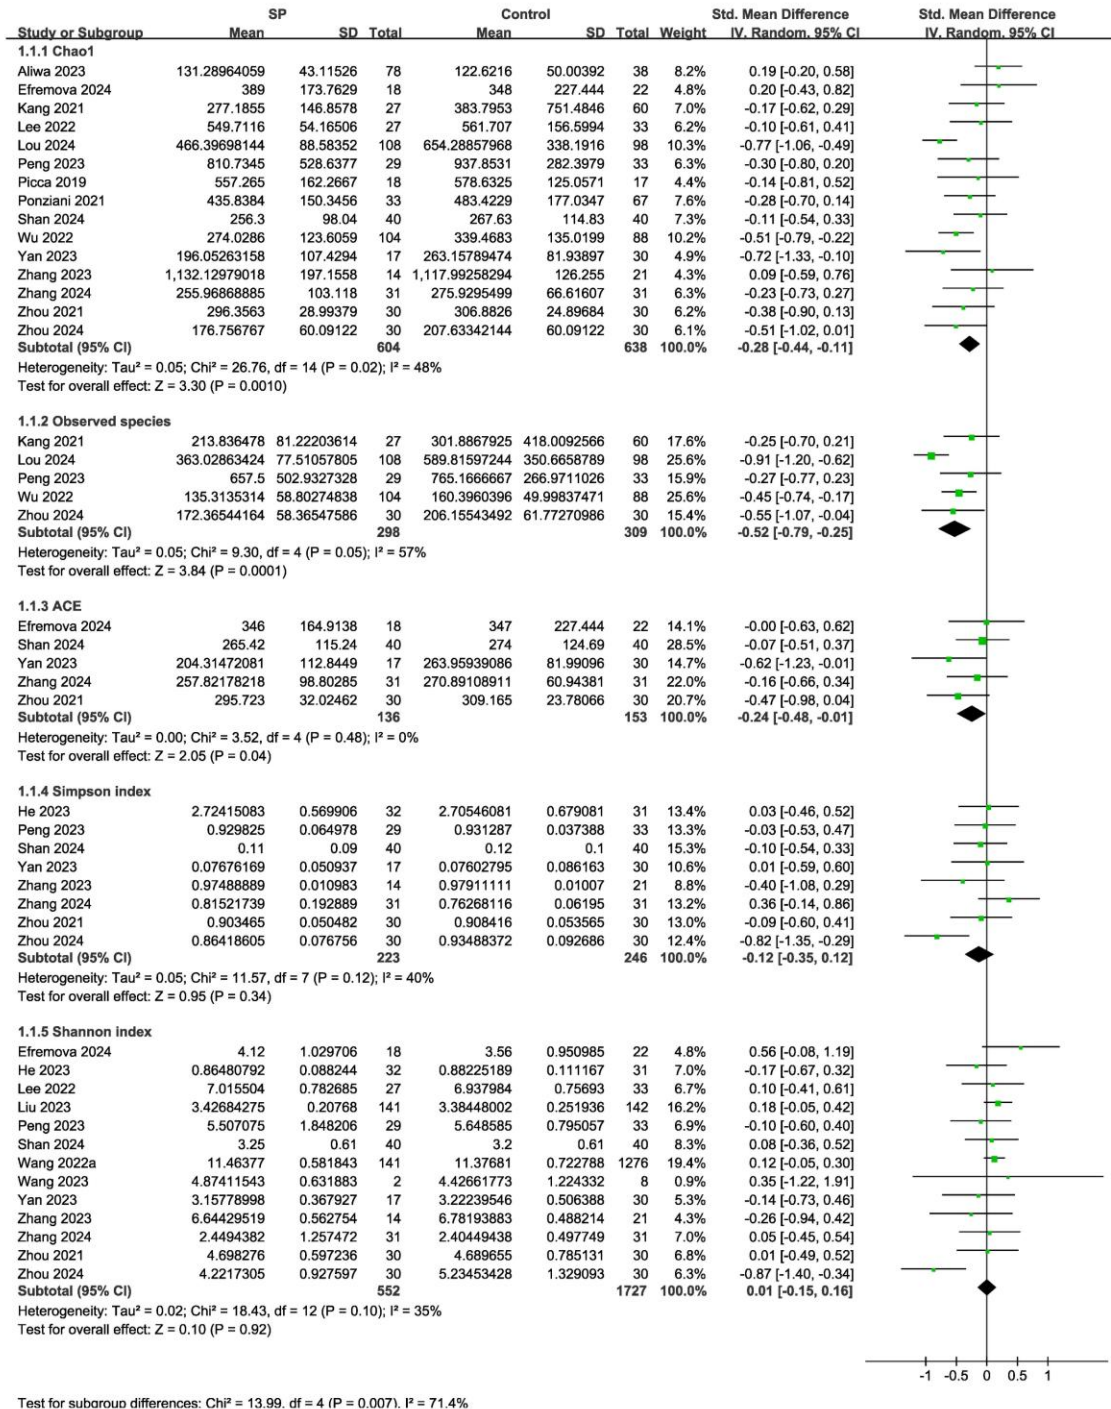 SP Control Std. Mean Difference Std. Mean Difference
Study or Subgroup Mean SD Total Mean SD Total Weight IV. Random. 95% CI IV. Random. 95% CI
1.1.1 Chao1
Aliwa 2023 131.28964059 43.11526 78 122.6216 50.00392 38 8.2% 0.19 [-0.20, 0.58]
Efremova 2024 389 173.7629 18 348 227.444 22 4.8% 0.20 [-0.43, 0.82]
Kang 2021 277.1855 146.8578 27 383.7953 751.4846 60 7.0% -0.17 [-0.62, 0.29]
Lee 2022 549.7116 54.16506 27 561.707 156.5994 33 6.2% -0.10 [-0.61, 0.41]
Lou 2024 466.39698144 88.58352 108 654.28857968 338.1916 98 10.3% -0.77 [-1.06, -0.49]
Peng 2023 810.7345 528.6377 29 937.8531 282.3979 33 6.3% -0.30 [-0.80, 0.20]
Picca 2019 557.265 162.2667 18 578.6325 125.0571 17 4.4% -0.14 [-0.81, 0.52]
Ponziani 2021 435.8384 150.3456 33 483.4229 177.0347 67 7.6% -0.28 [-0.70, 0.14]
Shan 2024 256.3 98.04 40 267.63 114.83 40 7.3% -0.11 [-0.54, 0.33]
Wu 2022 274.0286 123.6059 104 339.4683 135.0199 88 10.2% -0.51 [-0.79, -0.22]
Yan 2023 196.05263158 107.4294 17 263.15789474 81.93897 30 4.9% -0.72 [-1.33, -0.10]
Zhang 2023 1,132.12979018 197.1558 14 1,117.99258294 126.255 21 4.3% 0.09 [-0.59, 0.76]
Zhang 2024 255.96868885 103.118 31 275.9295499 66.61607 31 6.3% -0.23 [-0.73, 0.27]
Zhou 2021 296.3563 28.99379 30 306.8826 24.89684 30 6.2% -0.38 [-0.90, 0.13]
Zhou 2024 176.756767 60.09122 30 207.63342144 60.09122 30 6.1% -0.51 [-1.02, 0.01]
Subtotal (95% CI) 604 638 100.0% -0.28 [-0.44, -0.11]
Heterogeneity: Tau² = 0.05; Chi² = 26.76, df = 14 (P = 0.02); I² = 48%
Test for overall effect: Z = 3.30 (P = 0.0010)
1.1.2 Observed species
Kang 2021 213.836478 81.22203614 27 301.8867925 418.0092566 60 17.6% -0.25 [-0.70, 0.21]
Lou 2024 363.02863424 77.51057805 108 589.81597244 350.6658789 98 25.6% -0.91 [-1.20, -0.62]
Peng 2023 657.5 502.9327328 29 765.1666667 266.9711026 33 15.9% -0.27 [-0.77, 0.23]
Wu 2022 135.3135314 58.80274838 104 160.3960396 49.99837471 88 25.6% -0.45 [-0.74, -0.17]
Zhou 2024 172.36544164 58.36547586 30 206.15543492 61.77270986 30 15.4% -0.55 [-1.07, -0.04]
Subtotal (95% CI) 298 309 100.0% -0.52 [-0.79, -0.25]
Heterogeneity: Tau² = 0.05; Chi² = 9.30, df = 4 (P = 0.05); I² = 57%
Test for overall effect: Z = 3.84 (P = 0.0001)
1.1.3 ACE
Efremova 2024 346 164.9138 18 347 227.444 22 14.1% -0.00 [-0.63, 0.62]
Shan 2024 265.42 115.24 40 274 124.69 40 28.5% -0.07 [-0.51, 0.37]
Yan 2023 204.31472081 112.8449 17 263.95939086 81.99096 30 14.7% -0.62 [-1.23, -0.01]
Zhang 2024 257.82178218 98.80285 31 270.89108911 60.94381 31 22.0% -0.16 [-0.66, 0.34]
Zhou 2021 295.723 32.02462 30 309.165 23.78066 30 20.7% -0.47 [-0.98, 0.04]
Subtotal (95% CI) 136 153 100.0% -0.24 [-0.48, -0.01]
Heterogeneity: Tau² = 0.00; Chi² = 3.52, df = 4 (P = 0.48); I² = 0%
Test for overall effect: Z = 2.05 (P = 0.04)
1.1.4 Simpson index
He 2023 2.72415083 0.569906 32 2.70546081 0.679081 31 13.4% 0.03 [-0.46, 0.52]
Peng 2023 0.929825 0.064978 29 0.931287 0.037388 33 13.3% -0.03 [-0.53, 0.47]
Shan 2024 0.11 0.09 40 0.12 0.1 40 15.3% -0.10 [-0.54, 0.33]
Yan 2023 0.07676169 0.050937 17 0.07602795 0.086163 30 10.6% 0.01 [-0.59, 0.60]
Zhang 2023 0.97488889 0.010983 14 0.97911111 0.01007 21 8.8% -0.40 [-1.08, 0.29]
Zhang 2024 0.81521739 0.192889 31 0.76268116 0.06195 31 13.2% 0.36 [-0.14, 0.86]
Zhou 2021 0.903465 0.050482 30 0.908416 0.053565 30 13.0% -0.09 [-0.60, 0.41]
Zhou 2024 0.86418605 0.076756 30 0.93488372 0.092686 30 12.4% -0.82 [-1.35, -0.29]
Subtotal (95% CI) 223 246 100.0% -0.12 [-0.35, 0.12]
Heterogeneity: Tau² = 0.05; Chi² = 11.57, df = 7 (P = 0.12); I² = 40%
Test for overall effect: Z = 0.95 (P = 0.34)
1.1.5 Shannon index
Efremova 2024 4.12 1.029706 18 3.56 0.950985 22 4.8% 0.56 [-0.08, 1.19]
He 2023 0.86480792 0.088244 32 0.88225189 0.111167 31 7.0% -0.17 [-0.67, 0.32]
Lee 2022 7.015504 0.782685 27 6.937984 0.75693 33 6.7% 0.10 [-0.41, 0.61]
Liu 2023 3.42684275 0.20768 141 3.38448002 0.251936 142 16.2% 0.18 [-0.05, 0.42]
Peng 2023 5.507075 1.848206 29 5.648585 0.795057 33 6.9% -0.10 [-0.60, 0.40]
Shan 2024 3.25 0.61 40 3.2 0.61 40 8.3% 0.08 [-0.36, 0.52]
Wang 2022a 11.46377 0.581843 141 11.37681 0.722788 1276 19.4% 0.12 [-0.05, 0.30]
Wang 2023 4.87411543 0.631883 2 4.42661773 1.224332 8 0.9% 0.35 [-1.22, 1.91]
Yan 2023 3.15778998 0.367927 17 3.22239546 0.506388 30 5.3% -0.14 [-0.73, 0.46]
Zhang 2023 6.64429519 0.562754 14 6.78193883 0.488214 21 4.3% -0.26 [-0.94, 0.42]
Zhang 2024 2.4494382 1.257472 31 2.40449438 0.497749 31 7.0% 0.05 [-0.45, 0.54]
Zhou 2021 4.698276 0.597236 30 4.689655 0.785131 30 6.8% 0.01 [-0.49, 0.52]
Zhou 2024 4.2217305 0.927597 30 5.23453428 1.329093 30 6.3% -0.87 [-1.40, -0.34]
Subtotal (95% CI) 552 1727 100.0% 0.01 [-0.15, 0.16]
Heterogeneity: Tau² = 0.02; Chi² = 18.43, df = 12 (P = 0.10); I² = 35%
Test for overall effect: Z = 0.10 (P = 0.92)
-1 -0.5 0 0.5 1
Test for subgroup differences: Chi² = 13.99. df = 4 (P = 0.007). I² = 71.4%